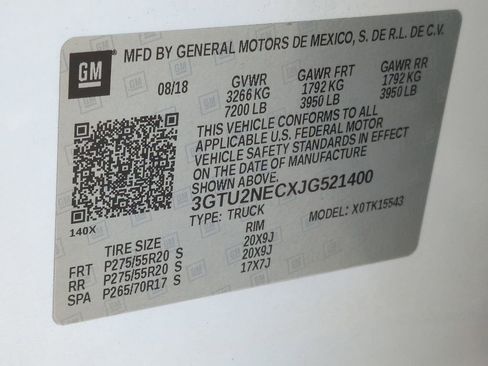 GM
MFD BY GENERAL MOTORS DE MEXICO, S. DE R.L. DE C.V.
08/18 GVWR GAWR FRT GAWR RR
3266 KG 1792 KG 1792 KG
7200 LB 3950 LB 3950 LB
THIS VEHICLE CONFORMS TO ALL
APPLICABLE U.S. FEDERAL MOTOR
VEHICLE SAFETY STANDARDS IN EFFECT
ON THE DATE OF MANUFACTURE
SHOWN ABOVE.
3GTU2NECXJG521400
140X TYPE: TRUCK MODEL: X0TK15543
TIRE SIZE RIM
FRT P275/55R20 S 20X9J
RR P275/55R20 S 20X9J
SPA P265/70R17 S 17X7J